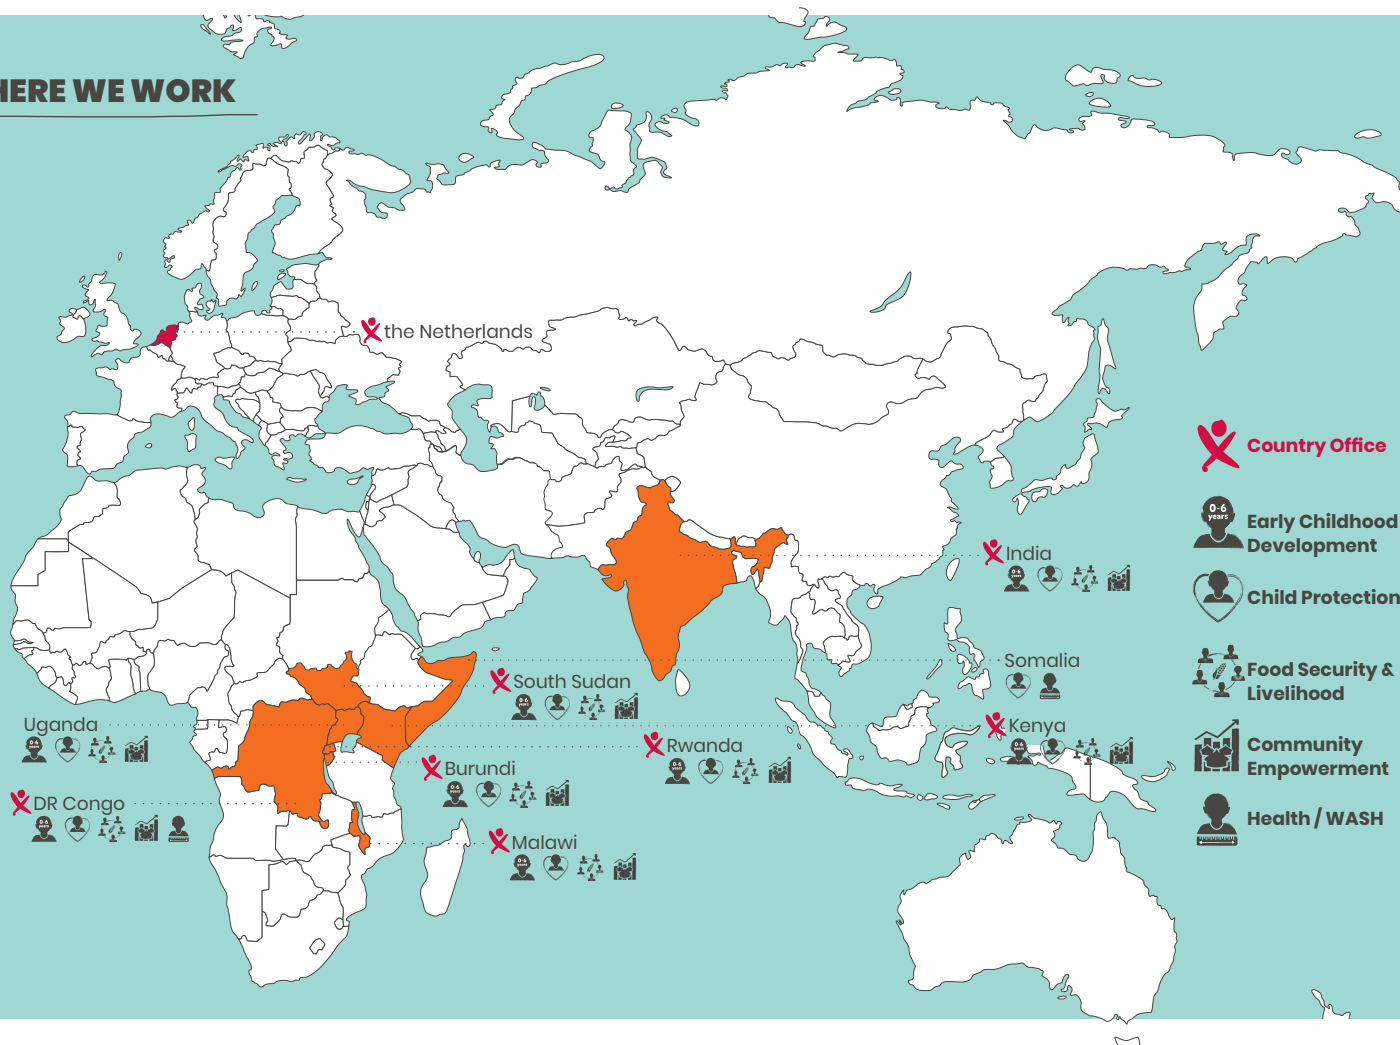 HERE WE WORK
the Netherlands
Country Office
0-6
years
Early Childhood
Development
India
Child Protection
Somalia
South Sudan
Food Security &
Livelihood
Uganda
Kenya
Rwanda
Community
Empowerment
Burundi
DR Congo
Health / WASH
Malawi